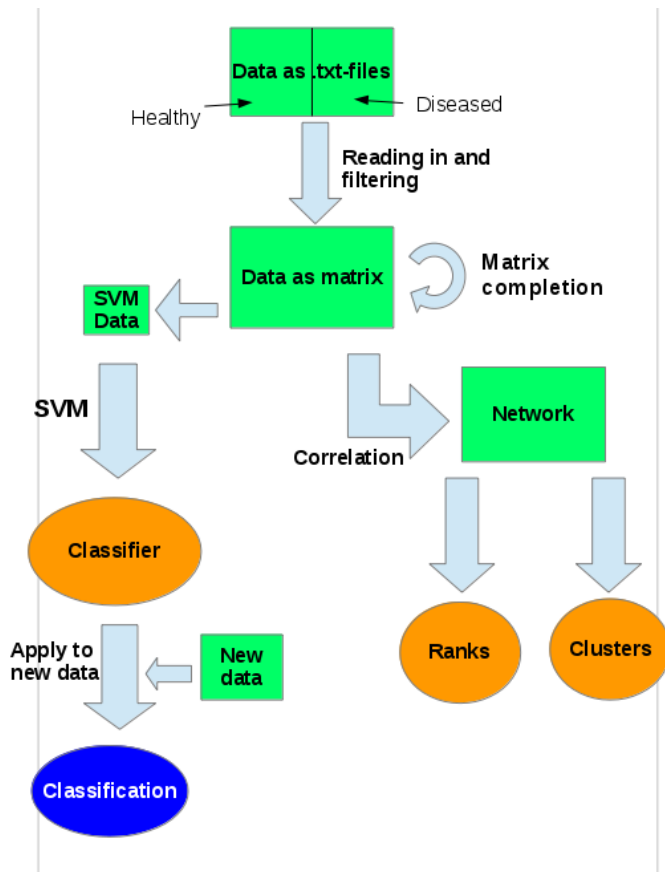 Data as .txt-files
Healthy
Diseased
Reading in and
filtering
Data as matrix
Matrix
completion
SVM
Data
SVM
Correlation
Network
Classifier
Ranks
Clusters
Apply to
new data
New
data
Classification